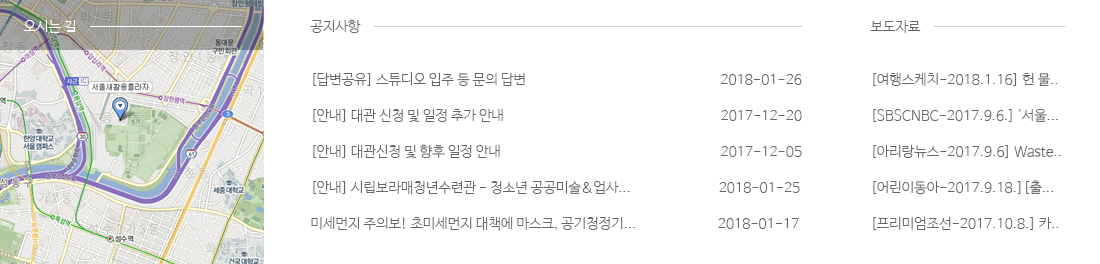 오시는 길
장안평역
동대문
구민회관
서울새활용플라자
장한평역
한양대학교
서울캠퍼스
세종대학교
성수역
건국대학교
공지사항
[답변공유] 스튜디오 입주 등 문의 답변 2018-01-26
[안내] 대관 신청 및 일정 추가 안내 2017-12-20
[안내] 대관신청 및 향후 일정 안내 2017-12-05
[안내] 시립보라매청년수련관 - 청소년 공공미술&업사... 2018-01-25
미세먼지 주의보! 초미세먼지 대책에 마스크, 공기청정기... 2018-01-17
보도자료
[여행스케치-2018.1.16] 헌 물..
[SBSCNBC-2017.9.6.] '서울...
[아리랑뉴스-2017.9.6] Waste..
[어린이동아-2017.9.18.] [출...
[프리미엄조선-2017.10.8.] 카..